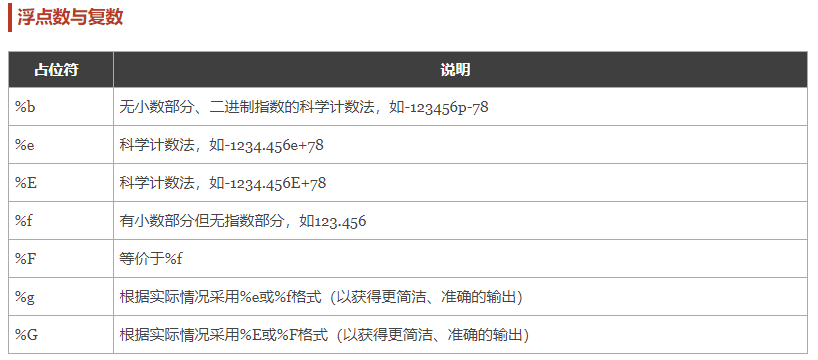 浮点数与复数
占位符 说明
%b 无小数部分、二进制指数的科学计数法，如-123456p-78
%e 科学计数法，如-1234.456e+78
%E 科学计数法，如-1234.456E+78
%f 有小数部分但无指数部分，如123.456
%F 等价于%f
%g 根据实际情况采用%e或%f格式（以获得更简洁、准确的输出）
%G 根据实际情况采用%E或%F格式（以获得更简洁、准确的输出）